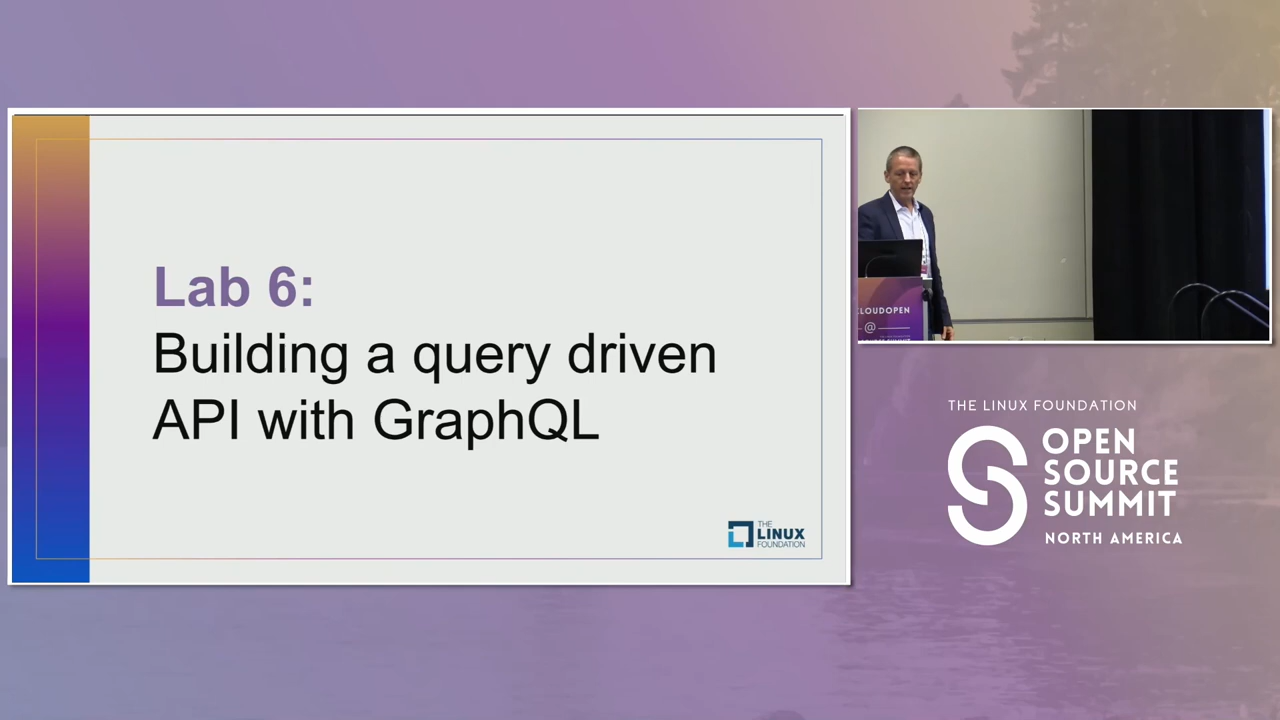 Lab 6:
Building a query driven
API with GraphQL
THE
LINUX
FOUNDATION
CLOUDOPEN
@
THE LINUX FOUNDATION
OPEN
SOURCE
SUMMIT
NORTH AMERICA